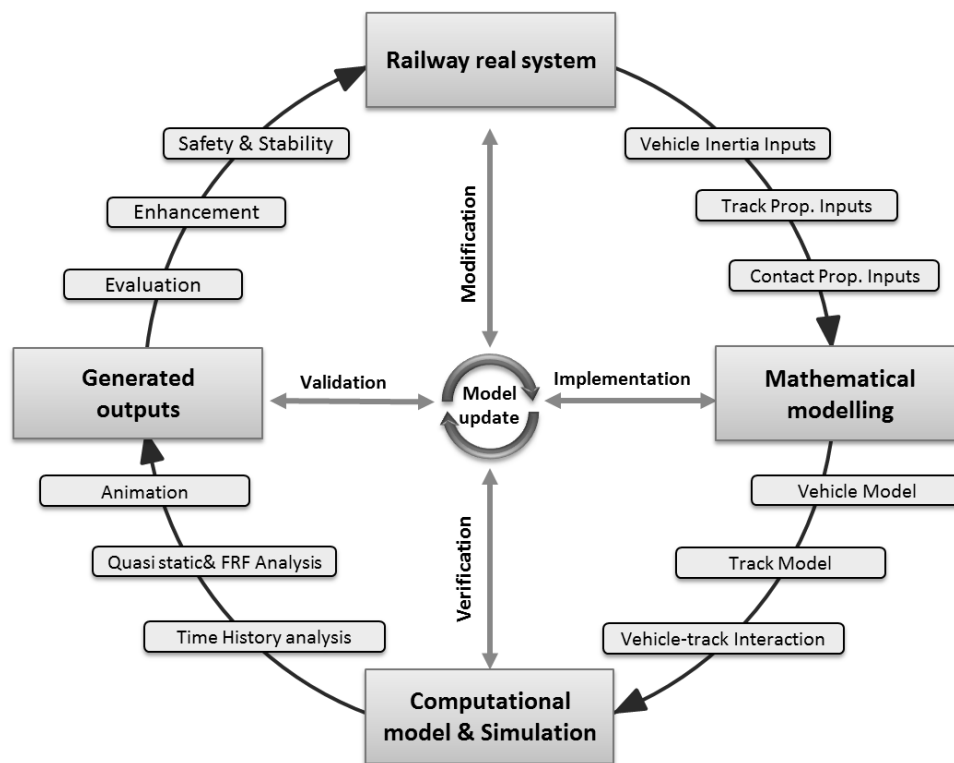 Railway real system
Safety & Stability
Vehicle Inertia Inputs
Enhancement
Track Prop. Inputs
Modification
Evaluation
Contact Prop. Inputs
Generated
outputs
Validation
Model
update
Implementation
Mathematical
modelling
Animation
Vehicle Model
Quasi static& FRF Analysis
Verification
Track Model
Time History analysis
Vehicle-track Interaction
Computational
model & Simulation